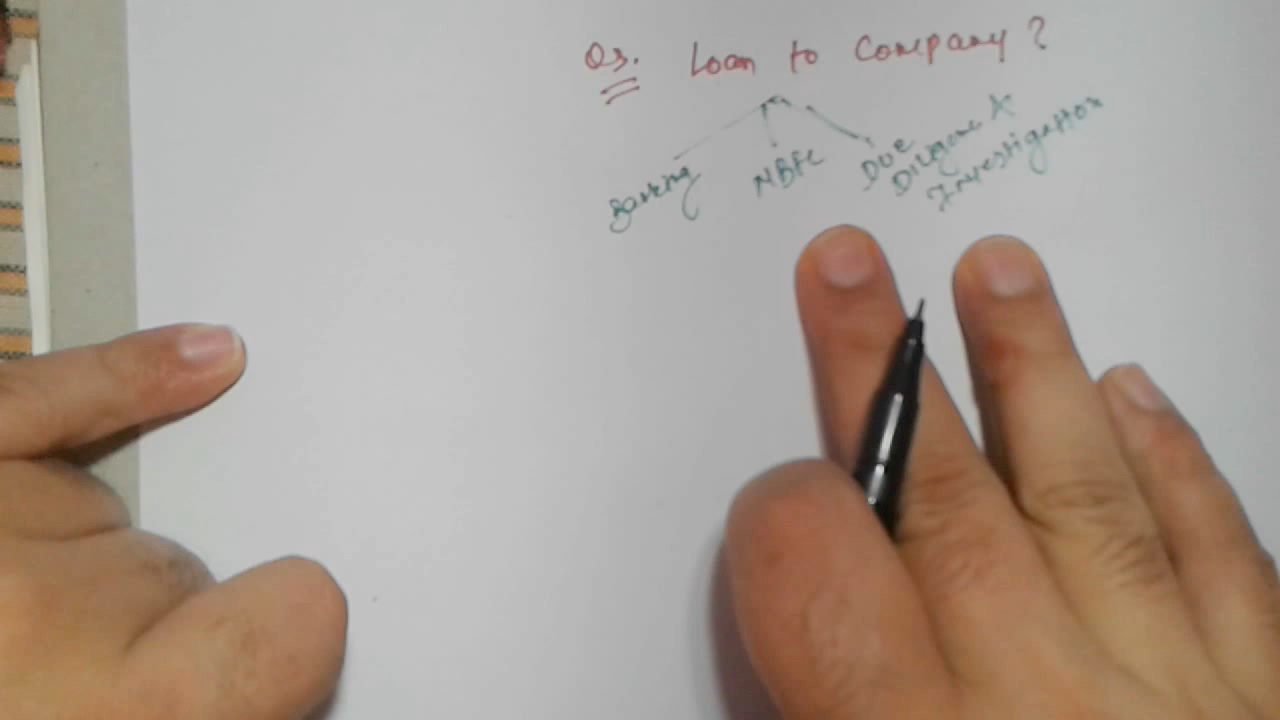 Q3. Loan to Company?
Banking
NBFC
Due
Diligence &
Investigation